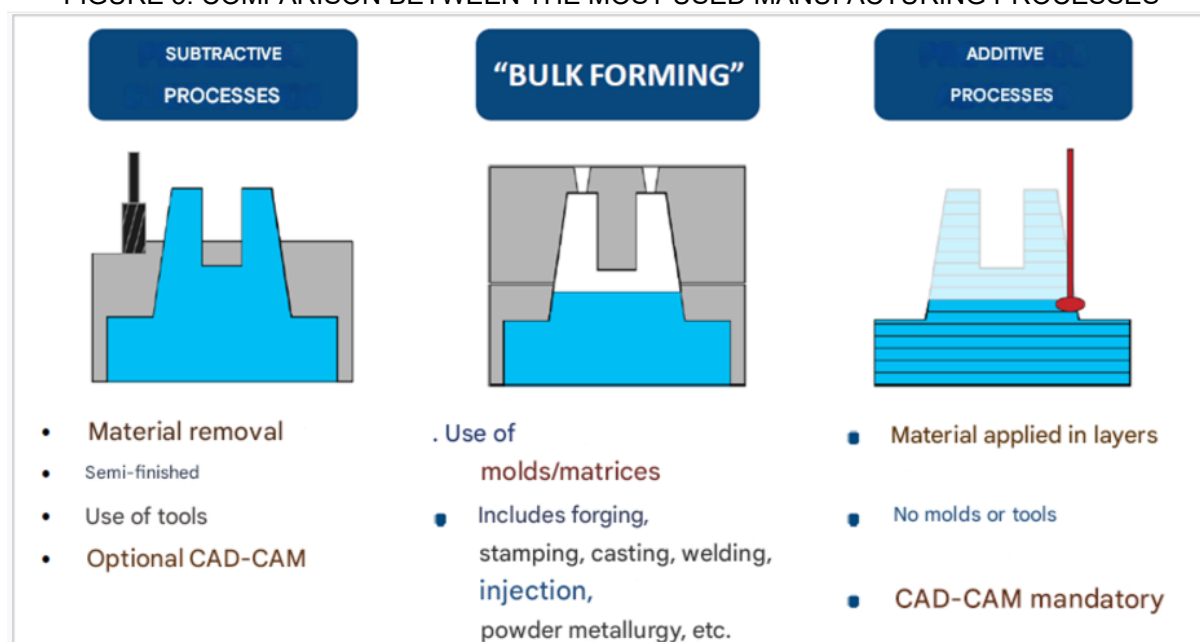 SUBTRACTIVE
PROCESSES
“BULK FORMING”
ADDITIVE
PROCESSES
• Material removal
• Semi-finished
• Use of tools
• Optional CAD-CAM
. Use of
molds/matrices
Includes forging,
stamping, casting, welding,
injection,
powder metallurgy, etc.
Material applied in layers
No molds or tools
CAD-CAM mandatory